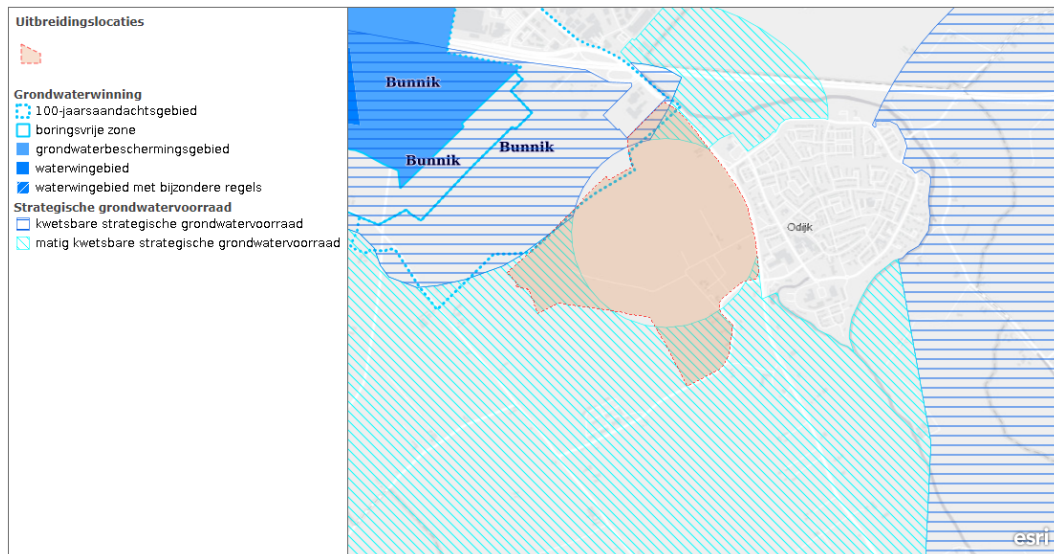 Uitbreidingslocaties
Grondwaterwinning
100-jaarsaandachtsgebied
boringsvrije zone
grondwaterbeschermingsgebied
waterwingebied
waterwingebied met bijzondere regels
Strategische grondwatervoorraad
kwetsbare strategische grondwatervoorraad
matig kwetsbare strategische grondwatervoorraad
Bunnik
Bunnik
Bunnik
Odijk
esri